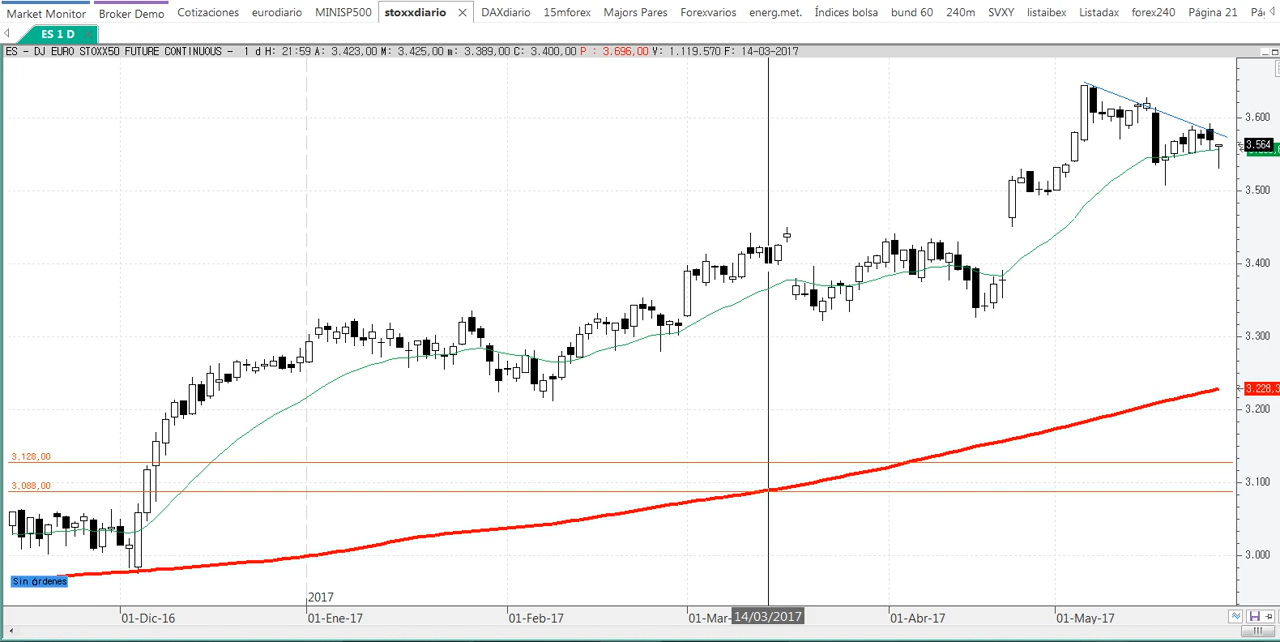 Market Monitor Broker Demo Cotizaciones eurodiario MINISP500 stoxxdiario DAXdiario 15mforex Majors Pares Forexvarios energ.met. Índices bolsa bund 60 240m SVXY listaibex Listadax forex240 Página 21 Pá
ES 1 D
ES - DJ EURO STOXX50 FUTURE CONTINUOUS - 1 d H: 21:59 A: 3.423,00 M: 3.425,00 m: 3.389,00 C: 3.400,00 P : 3.696,00 V: 1.119.570 F: 14-03-2017
3.600
3.564
3.500
3.400
3.300
3.228,3
3.200
3.128,00
3.100
3.088,00
3.000
Sin órdenes
2017
01-Dic-16 01-Ene-17 01-Feb-17 01-Mar- 14/03/2017 01-Abr-17 01-May-17